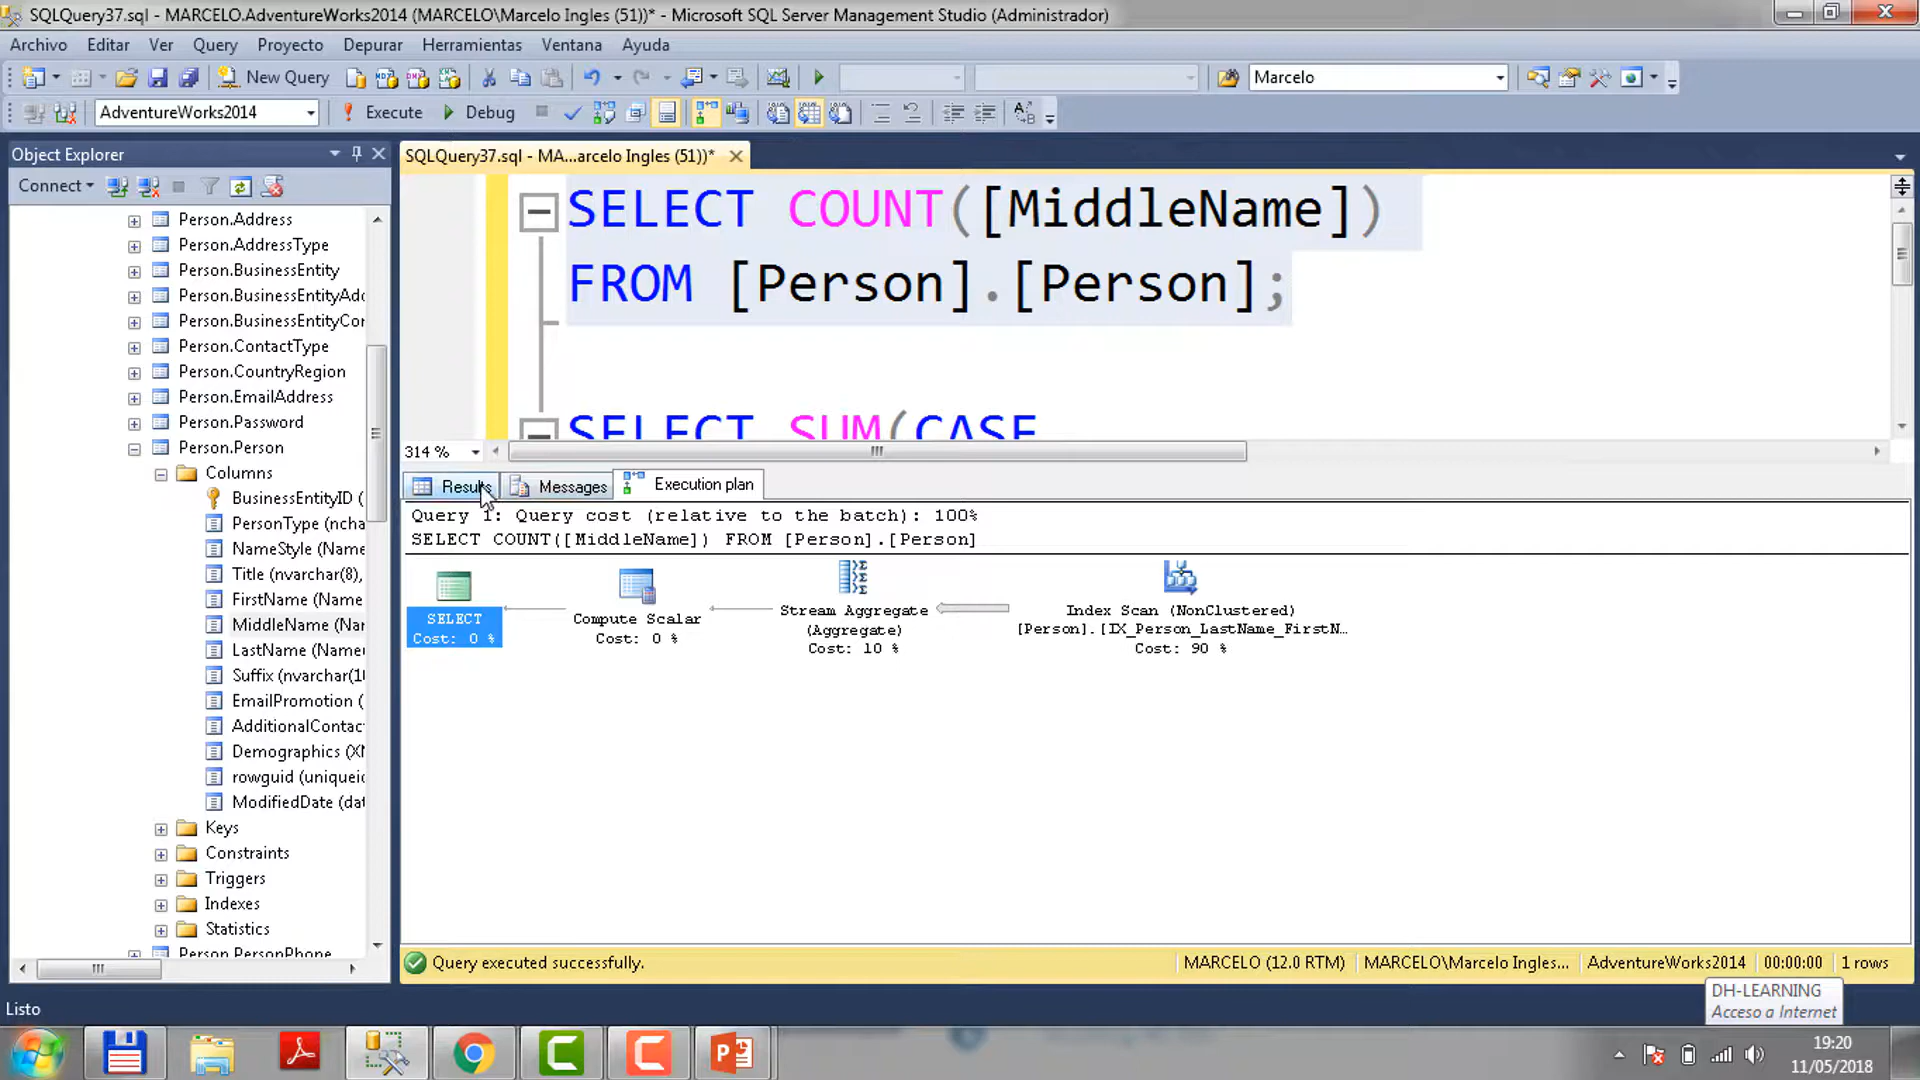 SQLQuery37.sql - MARCELO.AdventureWorks2014 (MARCELO\Marcelo Ingles (51))* - Microsoft SQL Server Management Studio (Administrador)
Archivo Editar Ver Query Proyecto Depurar Herramientas Ventana Ayuda
New Query
Marcelo
AdventureWorks2014
Execute
Debug
Object Explorer
SQLQuery37.sql - MA...arcelo Ingles (51))*
Connect
Person.Address
Person.AddressType
Person.BusinessEntity
Person.BusinessEntityAdd
Person.BusinessEntityCon
Person.ContactType
Person.CountryRegion
Person.EmailAddress
Person.Password
Person.Person
Columns
BusinessEntityID (
PersonType (ncha
NameStyle (Name
Title (nvarchar(8),
FirstName (Name
MiddleName (Nar
LastName (Name
Suffix (nvarchar(10
EmailPromotion (
AdditionalContac
Demographics (XM
rowguid (uniqueid
ModifiedDate (dat
Keys
Constraints
Triggers
Indexes
Statistics
Person.PersonPhone
SELECT COUNT([MiddleName])
FROM [Person].[Person];
SELECT SUM(CASE
314 %
Results
Messages
Execution plan
Query 1: Query cost (relative to the batch): 100%
SELECT COUNT([MiddleName]) FROM [Person].[Person]
SELECT
Cost: 0 %
Compute Scalar
Cost: 0 %
Stream Aggregate
(Aggregate)
Cost: 10 %
Index Scan (NonClustered)
[Person].[IX_Person_LastName_FirstN…
Cost: 90 %
Query executed successfully.
MARCELO (12.0 RTM)
MARCELO\Marcelo Ingles...
AdventureWorks2014
00:00:00
1 rows
Listo
DH-LEARNING
Acceso a Internet
19:20
11/05/2018